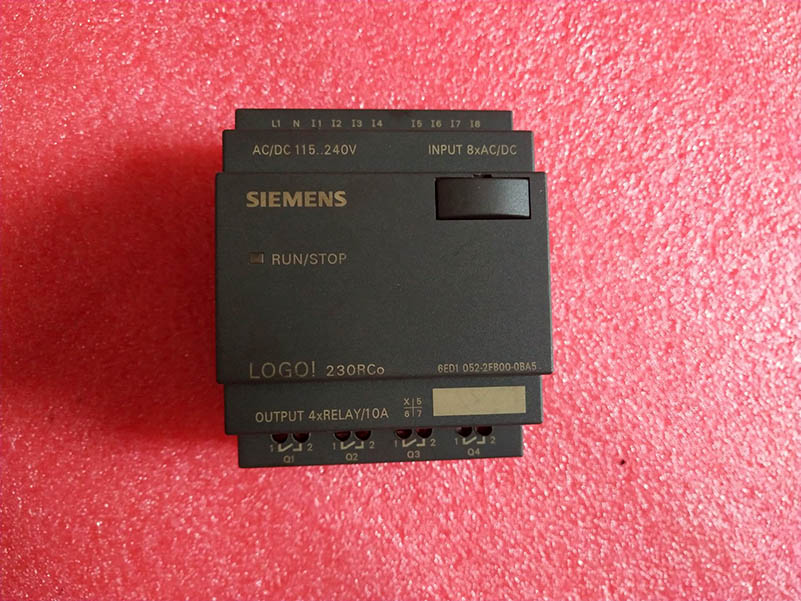 L1 N I1 I2 I3 I4 I5 I6 I7 I8
AC/DC 115..240V INPUT 8xAC/DC
SIEMENS
RUN/STOP
LOGO! 230RCo 6ED1 052-2FB00-0BA5
OUTPUT 4xRELAY/10A X 5
6 7
1 2 1 2 1 2 1 2
Q1 Q2 Q3 Q4